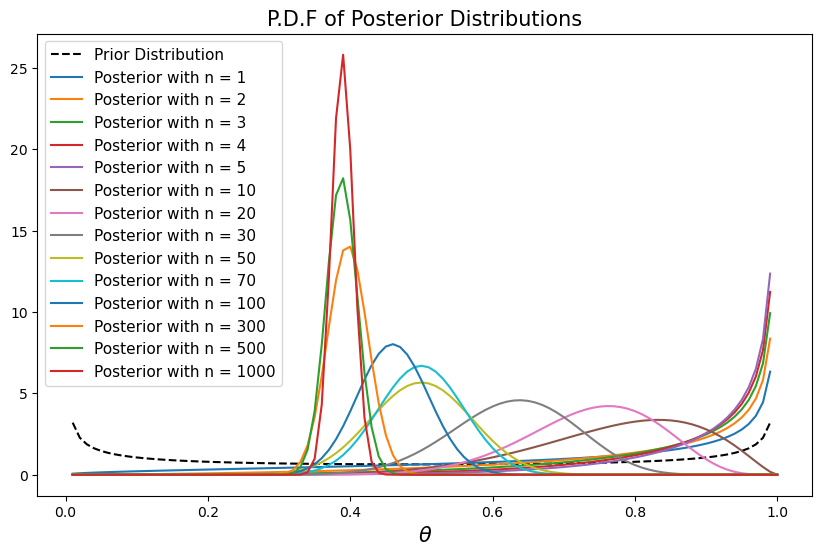 P.D.F of Posterior Distributions
Prior Distribution
Posterior with n = 1
Posterior with n = 2
Posterior with n = 3
Posterior with n = 4
Posterior with n = 5
Posterior with n = 10
Posterior with n = 20
Posterior with n = 30
Posterior with n = 50
Posterior with n = 70
Posterior with n = 100
Posterior with n = 300
Posterior with n = 500
Posterior with n = 1000
25
20
15
10
5
0
0.0 0.2 0.4 0.6 0.8 1.0
θ